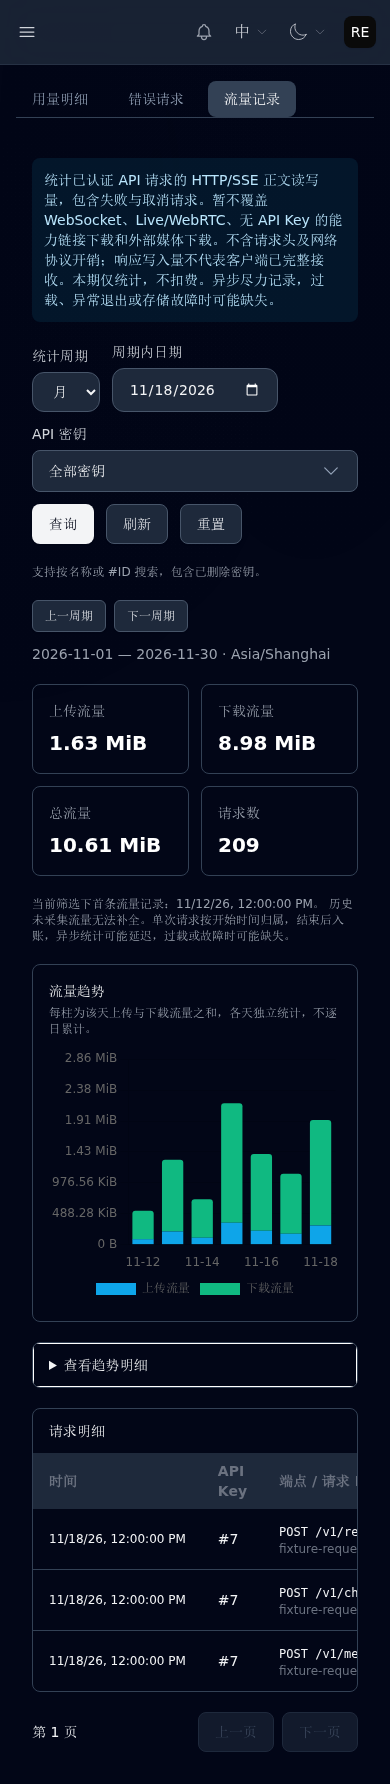 中
RE
用量明细 错误请求 流量记录
统计已认证 API 请求的 HTTP/SSE 正文读写
量，包含失败与取消请求。暂不覆盖
WebSocket、Live/WebRTC、无 API Key 的能
力链接下载和外部媒体下载。不含请求头及网络
协议开销；响应写入量不代表客户端已完整接
收。本期仅统计，不扣费。异步尽力记录，过
载、异常退出或存储故障时可能缺失。
统计周期 周期内日期
月 11/18/2026
API 密钥
全部密钥
查询 刷新 重置
支持按名称或 #ID 搜索，包含已删除密钥。
上一周期 下一周期
2026-11-01 — 2026-11-30 · Asia/Shanghai
上传流量 下载流量
1.63 MiB 8.98 MiB
总流量 请求数
10.61 MiB 209
当前筛选下首条流量记录：11/12/26, 12:00:00 PM。 历史
未采集流量无法补全。单次请求按开始时间归属，结束后入
账，异步统计可能延迟，过载或故障时可能缺失。
流量趋势
每柱为该天上传与下载流量之和，各天独立统计，不逐
日累计。
2.86 MiB
2.38 MiB
1.91 MiB
1.43 MiB
976.56 KiB
488.28 KiB
0 B
11-12 11-14 11-16 11-18
上传流量 下载流量
查看趋势明细
请求明细
时间 API Key 端点 / 请求
11/18/26, 12:00:00 PM #7 POST /v1/re
fixture-reque
11/18/26, 12:00:00 PM #7 POST /v1/ch
fixture-reque
11/18/26, 12:00:00 PM #7 POST /v1/me
fixture-reque
第 1 页 上一页 下一页